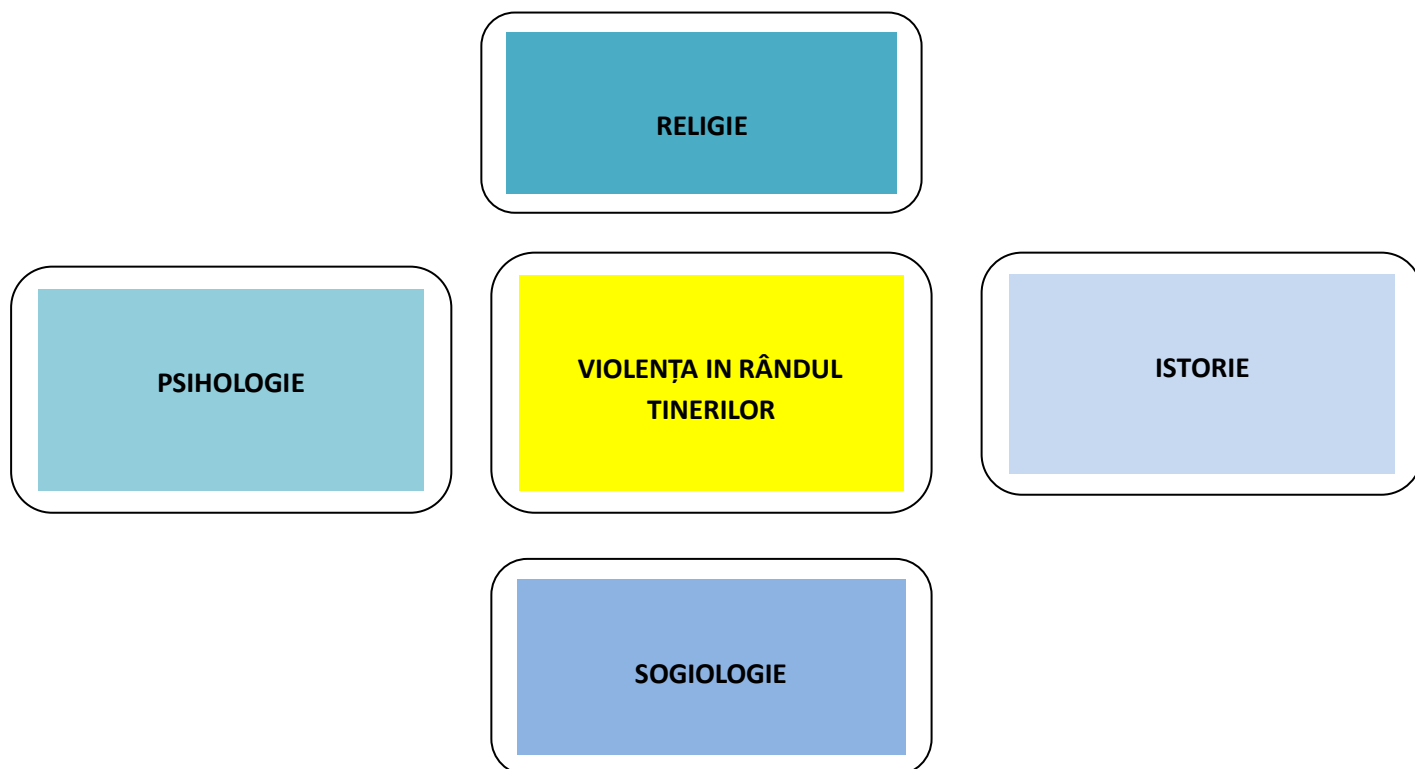 RELIGIE
PSIHOLOGIE
VIOLENȚA IN RÂNDUL
TINERILOR
ISTORIE
SOGIOLOGIE